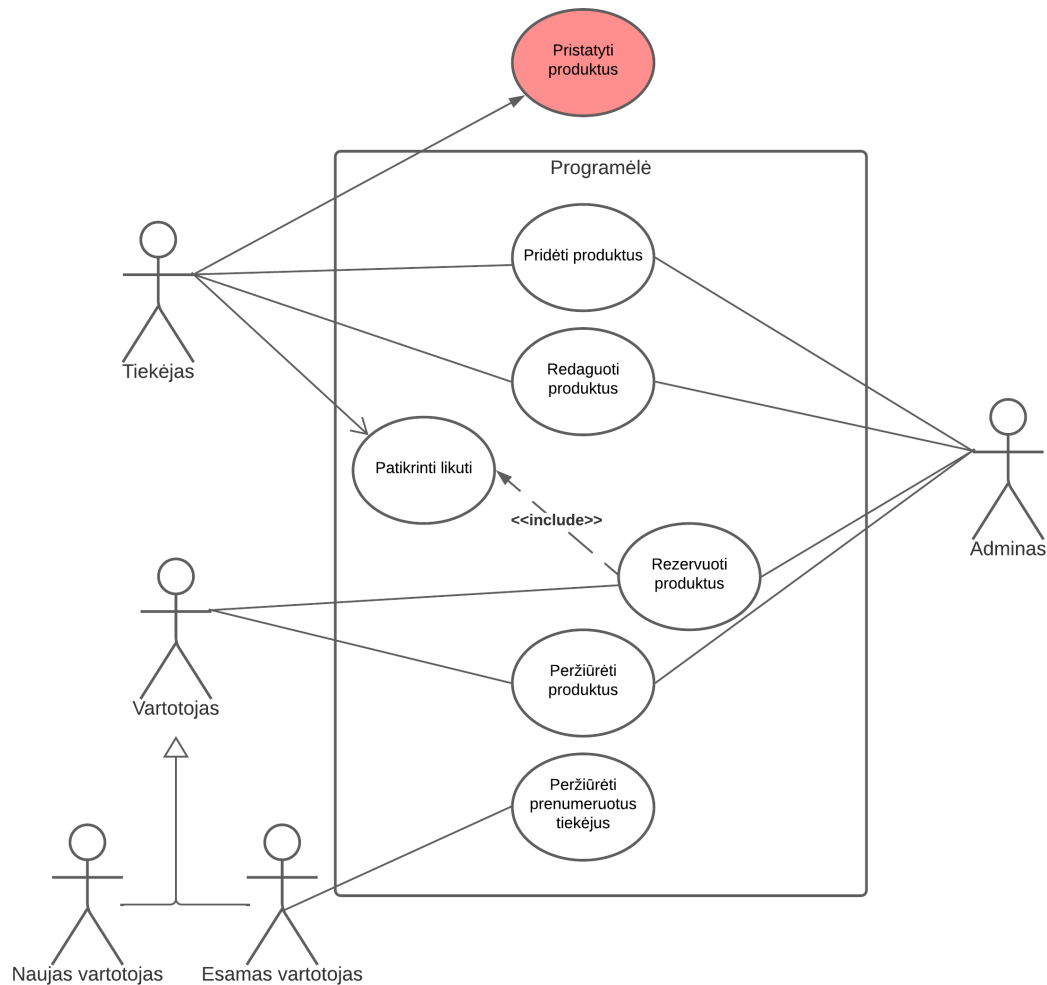 Pristatyti
produktus
Programėlė
Pridėti produktus
Tiekėjas
Redaguoti
produktus
Patikrinti likuti
<<include>>
Adminas
Rezervuoti
produktus
Vartotojas
Peržiūrėti
produktus
Peržiūrėti
prenumeruotus
tiekėjus
Naujas vartotojas
Esamas vartotojas